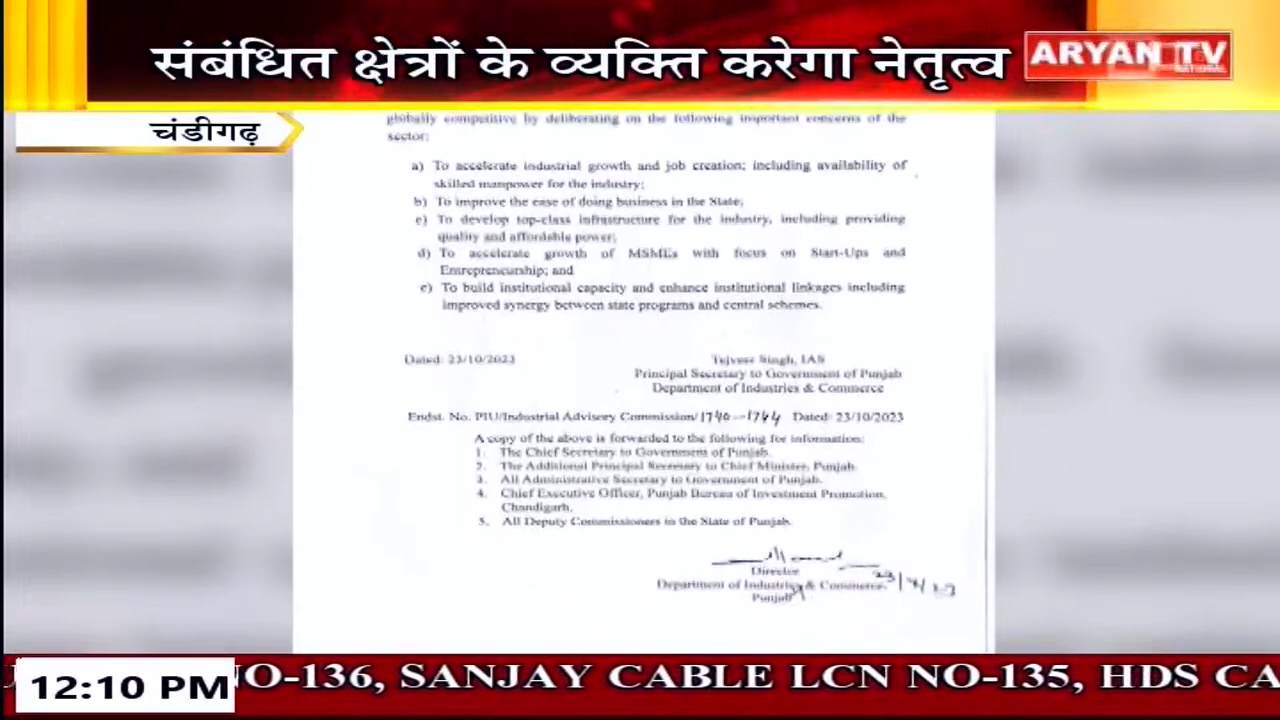 संबंधित क्षेत्रों के व्यक्ति करेगा नेतृत्व
ARYAN TV
NATIONAL
चंडीगढ़
globally competitive by deliberating on the following important concerns of the
sector:
a) To accelerate industrial growth and job creation; including availability of
skilled manpower for the industry;
b) To improve the ease of doing business in the State;
c) To develop top-class infrastructure for the industry, including providing
quality and affordable power;
d) To accelerate growth of MSMEs with focus on Start-Ups and
Entrepreneurship; and
e) To build institutional capacity and enhance institutional linkages including
improved synergy between state programs and central schemes.
Dated: 23/10/2023
Tejveer Singh, IAS
Principal Secretary to Government of Punjab
Department of Industries & Commerce
Endst. No. PIU/Industrial Advisory Commission/1740-1744 Dated: 23/10/2023
A copy of the above is forwarded to the following for information:
1. The Chief Secretary to Government of Punjab.
2. The Additional Principal Secretary to Chief Minister, Punjab.
3. All Administrative Secretary to Government of Punjab.
4. Chief Executive Officer, Punjab Bureau of Investment Promotion,
Chandigarh.
5. All Deputy Commissioners in the State of Punjab.
Director
Department of Industries & Commerce,
Punjab
12:10 PM
NO-136, SANJAY CABLE LCN NO-135, HDS CA